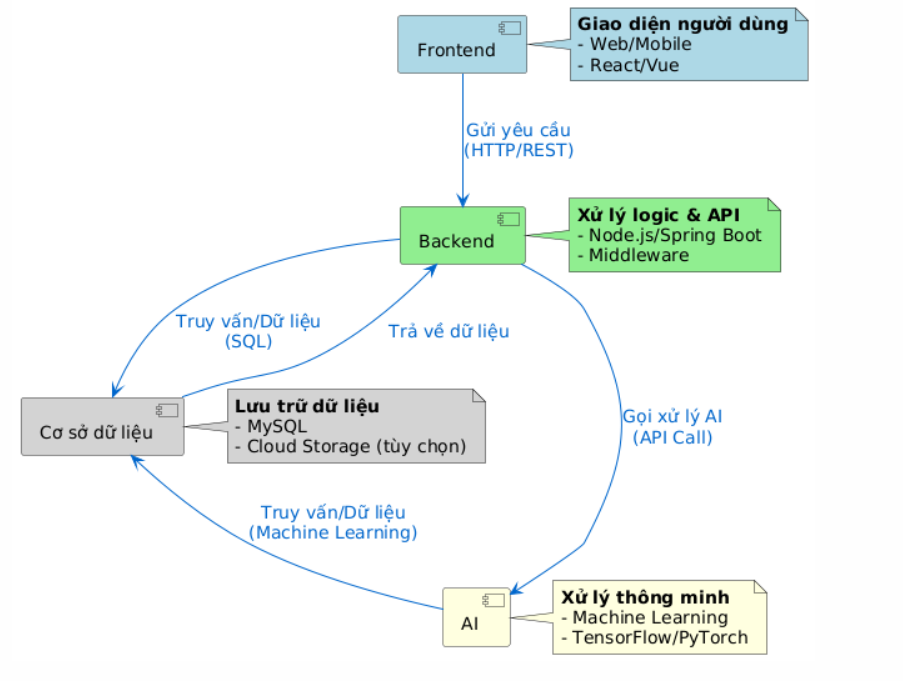 Frontend
Giao diện người dùng
- Web/Mobile
- React/Vue
Gửi yêu cầu
(HTTP/REST)
Backend
Xử lý logic & API
- Node.js/Spring Boot
- Middleware
Truy vấn/Dữ liệu
(SQL)
Trả về dữ liệu
Gọi xử lý AI
(API Call)
Cơ sở dữ liệu
Lưu trữ dữ liệu
- MySQL
- Cloud Storage (tùy chọn)
Truy vấn/Dữ liệu
(Machine Learning)
AI
Xử lý thông minh
- Machine Learning
- TensorFlow/PyTorch